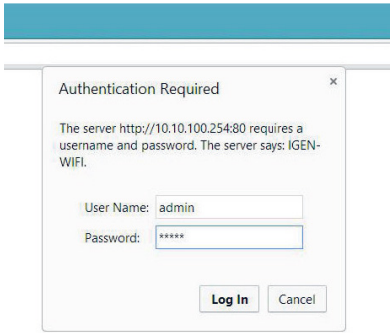 Authentication Required
×
The server http://10.10.100.254:80 requires a
username and password. The server says: IGEN-
WIFI.
User Name: admin
Password: *****
Log In Cancel